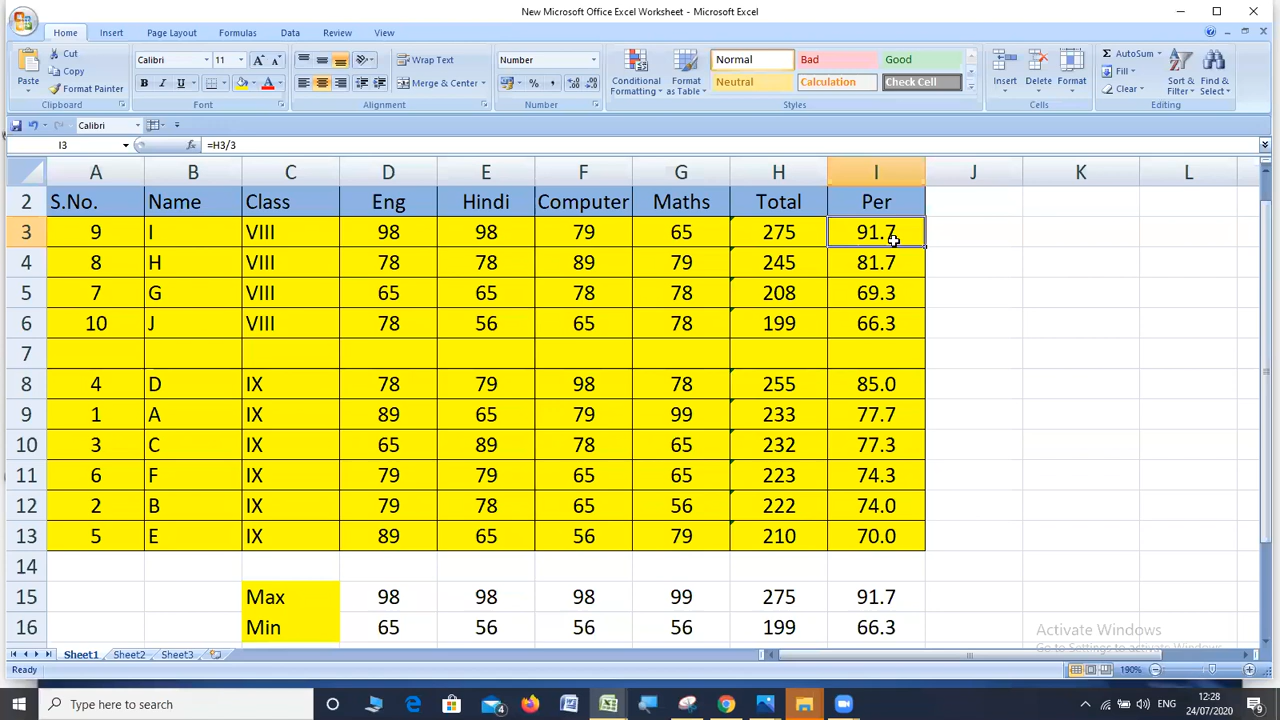 New Microsoft Office Excel Worksheet - Microsoft Excel
Home Insert Page Layout Formulas Data Review View
Paste Cut Copy Format Painter Clipboard
Calibri 11 A A B I U A Font
Wrap Text Merge & Center Alignment
Number % , Number
Conditional Formatting Format as Table Normal Bad Good Neutral Calculation Check Cell Styles
Insert Delete Format Cells
Σ AutoSum Fill Clear Sort & Filter Find & Select Editing
Calibri
I3 fx =H3/3
A B C D E F G H I J K L
2 S.No. Name Class Eng Hindi Computer Maths Total Per
3 9 I VIII 98 98 79 65 275 91.7
4 8 H VIII 78 78 89 79 245 81.7
5 7 G VIII 65 65 78 78 208 69.3
6 10 J VIII 78 56 65 78 199 66.3
7
8 4 D IX 78 79 98 78 255 85.0
9 1 A IX 89 65 79 99 233 77.7
10 3 C IX 65 89 78 65 232 77.3
11 6 F IX 79 79 65 65 223 74.3
12 2 B IX 79 78 65 56 222 74.0
13 5 E IX 89 65 56 79 210 70.0
14
15 Max 98 98 98 99 275 91.7
16 Min 65 56 56 56 199 66.3
Activate Windows
Go to Settings to activate Windows.
Sheet1 Sheet2 Sheet3
Ready 190%
Type here to search
ENG 12:28
24/07/2020